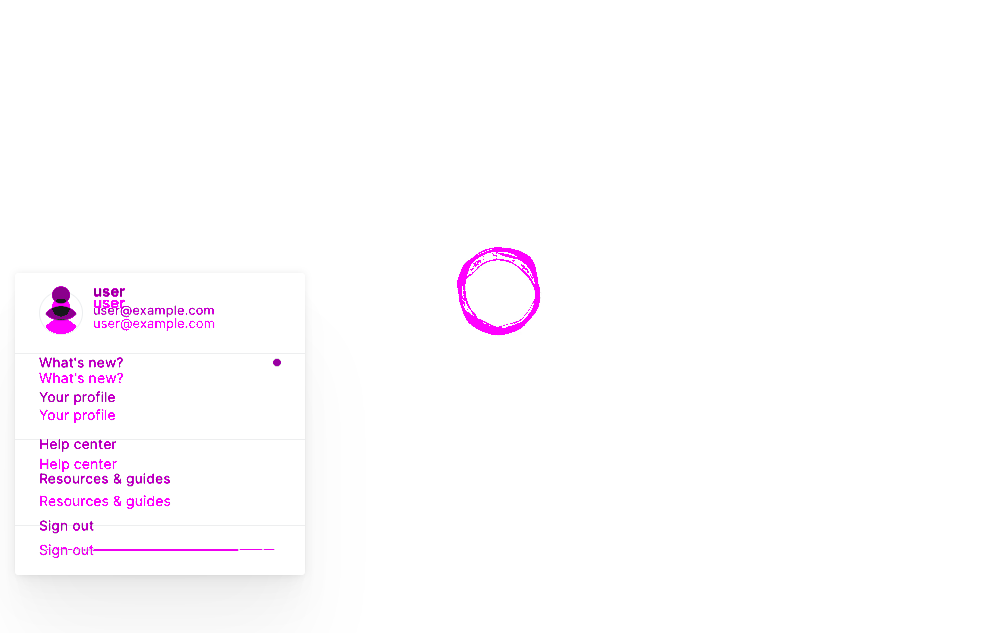 user
user
user@example.com
user@example.com
What's new?
What's new?
Your profile
Your profile
Help center
Help center
Resources & guides
Resources & guides
Sign out
Sign out